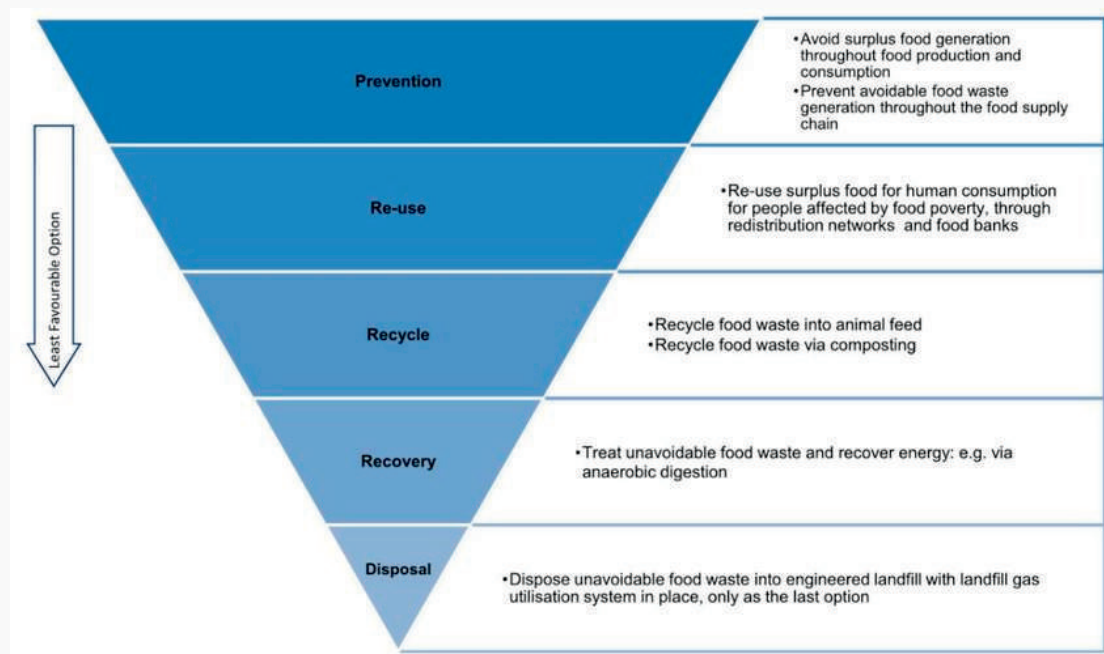 Prevention
•Avoid surplus food generation
throughout food production and
consumption
•Prevent avoidable food waste
generation throughout the food supply
chain
Least Favourable Option
Re-use
•Re-use surplus food for human consumption
for people affected by food poverty, through
redistribution networks and food banks
Recycle
•Recycle food waste into animal feed
•Recycle food waste via composting
Recovery
•Treat unavoidable food waste and recover energy: e.g. via
anaerobic digestion
Disposal
•Dispose unavoidable food waste into engineered landfill with landfill gas
utilisation system in place, only as the last option